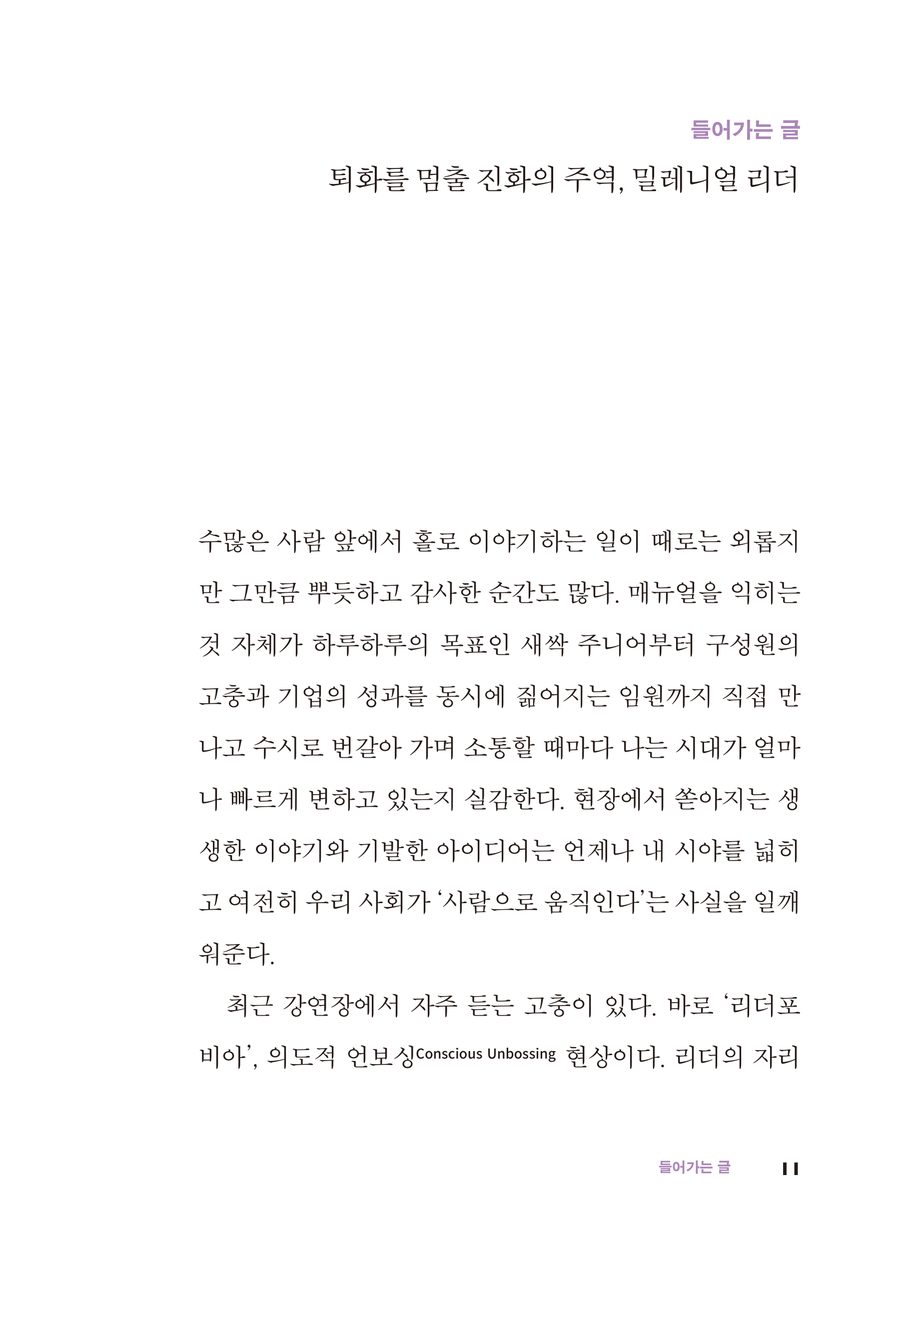 들어가는 글
퇴화를 멈출 진화의 주역, 밀레니얼 리더
수많은 사람 앞에서 홀로 이야기하는 일이 때로는 외롭지
만 그만큼 뿌듯하고 감사한 순간도 많다. 매뉴얼을 익히는
것 자체가 하루하루의 목표인 새싹 주니어부터 구성원의
고충과 기업의 성과를 동시에 짊어지는 임원까지 직접 만
나고 수시로 번갈아 가며 소통할 때마다 나는 시대가 얼마
나 빠르게 변하고 있는지 실감한다. 현장에서 쏟아지는 생
생한 이야기와 기발한 아이디어는 언제나 내 시야를 넓히
고 여전히 우리 사회가 ‘사람으로 움직인다’는 사실을 일깨
워준다.
최근 강연장에서 자주 듣는 고충이 있다. 바로 ‘리더포
비아’, 의도적 언보싱Conscious Unbossing 현상이다. 리더의 자리
들어가는 글 11